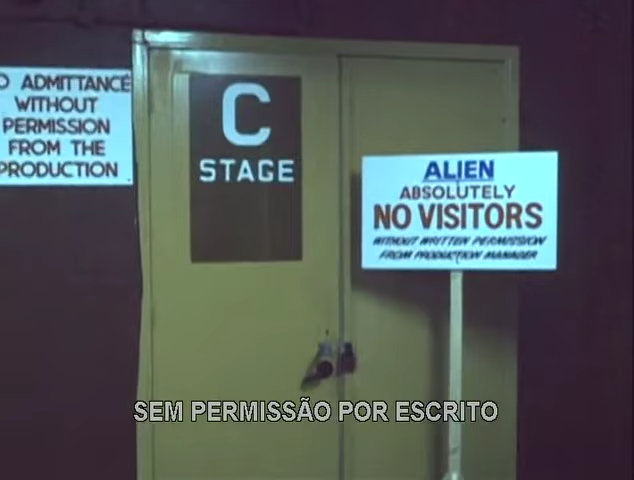 O ADMITTANCE
WITHOUT
PERMISSION
FROM THE
PRODUCTION
C
STAGE
ALIEN
ABSOLUTELY
NO VISITORS
WITHOUT WRITTEN PERMISSION
FROM PRODUCTION MANAGER
SEM PERMISSÃO POR ESCRITO